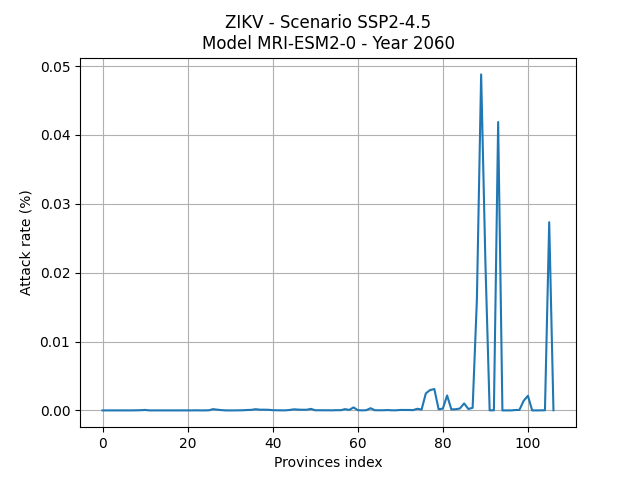 ZIKV - Scenario SSP2-4.5
Model MRI-ESM2-0 - Year 2060
0.05
0.04
0.03
0.02
0.01
0.00
Attack rate (%)
0 20 40 60 80 100
Provinces index